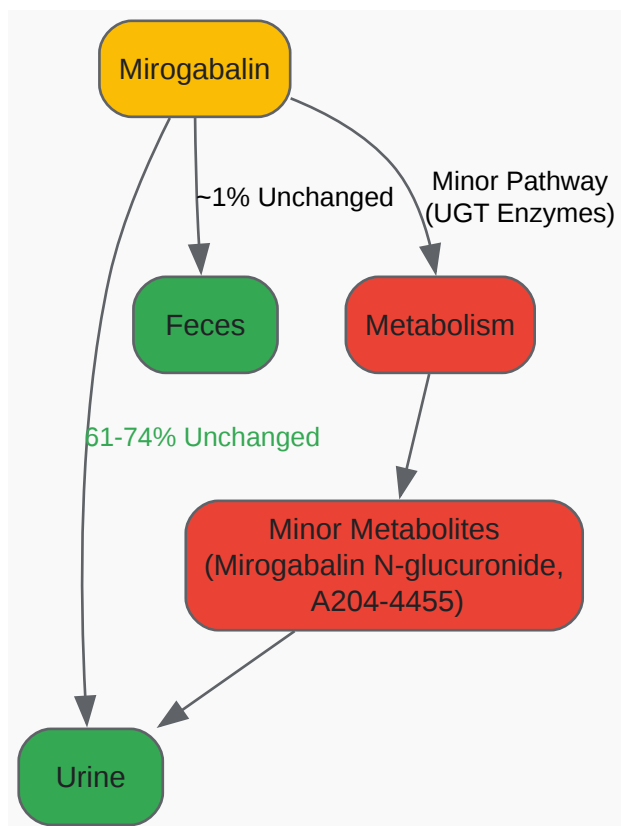 Mirogabalin
~1% Unchanged
Minor Pathway
(UGT Enzymes)
Feces
Metabolism
61-74% Unchanged
Minor Metabolites
(Mirogabalin N-glucuronide,
A204-4455)
Urine